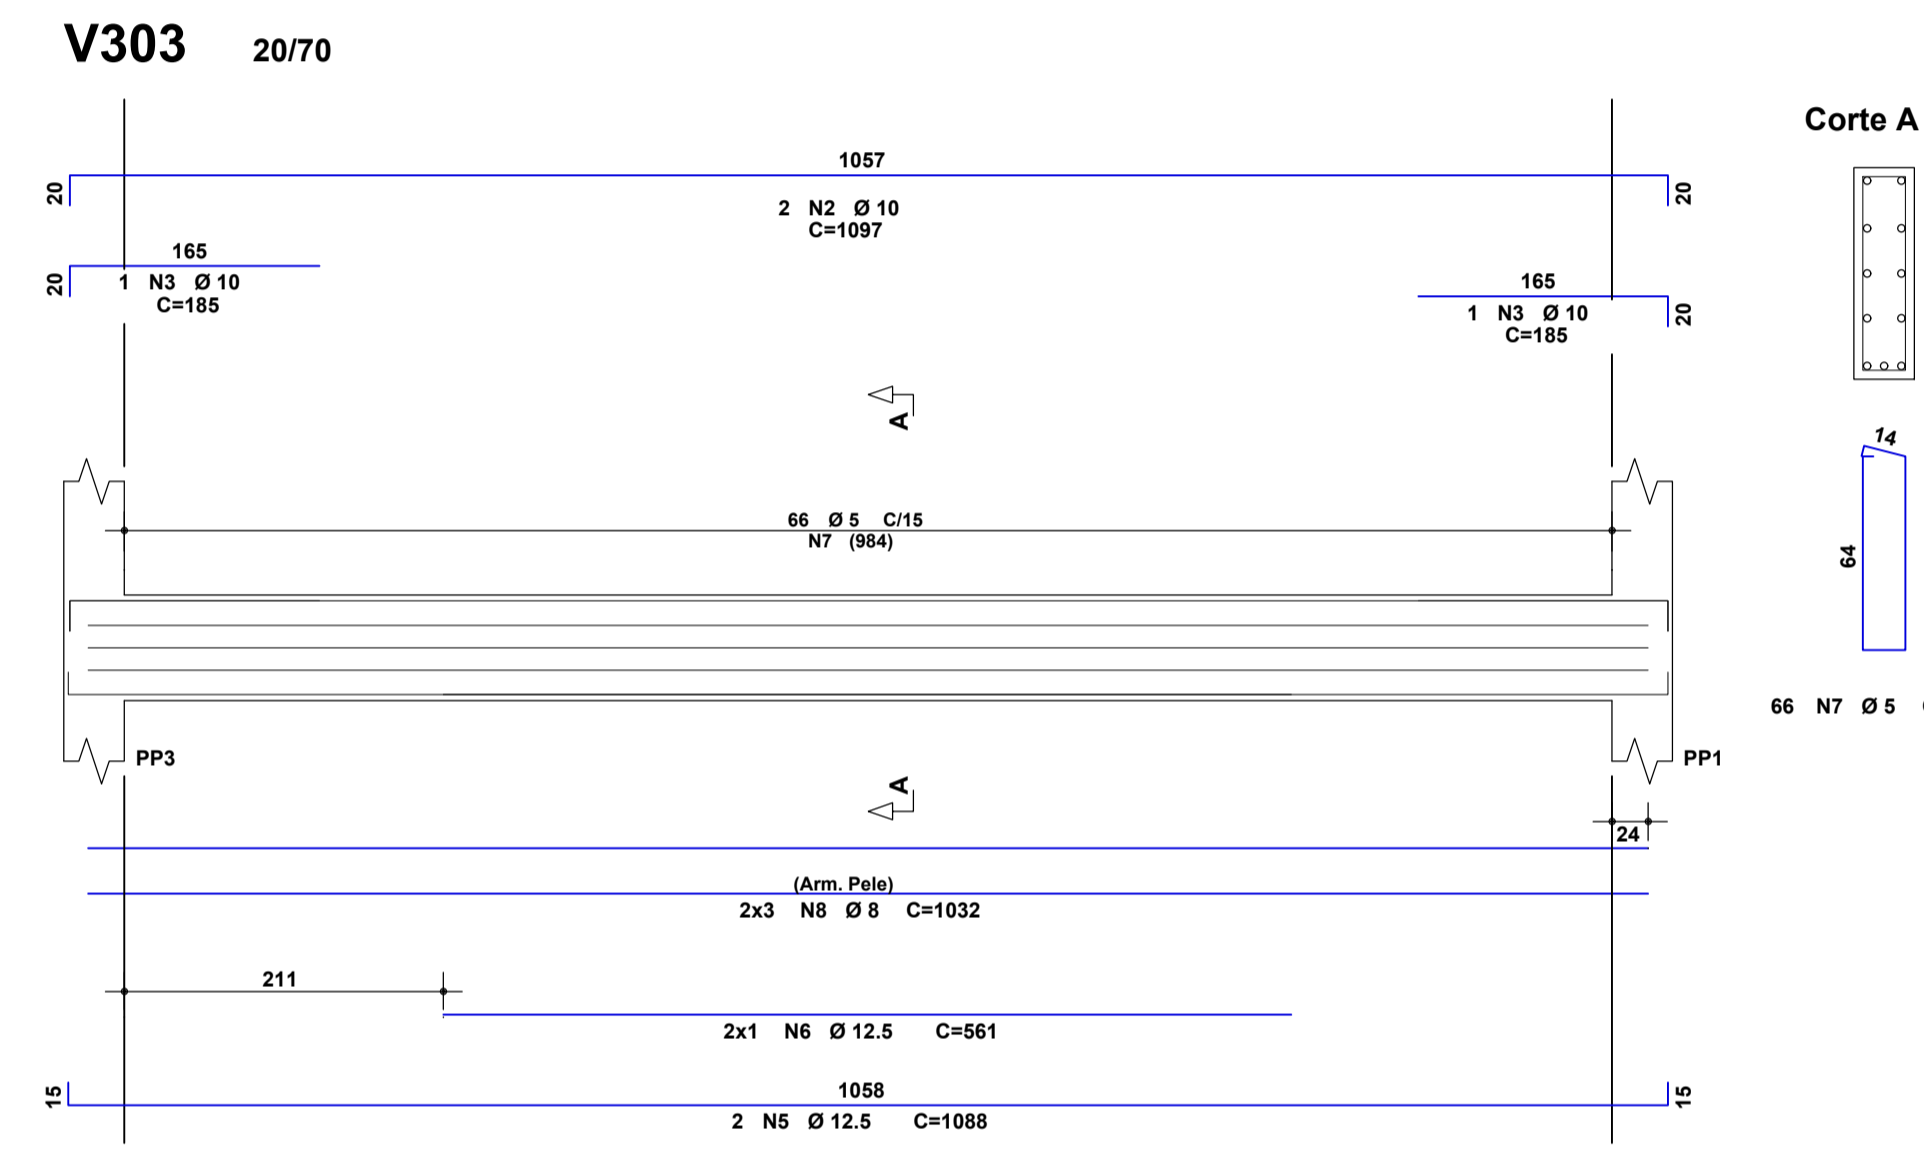 V303 20/70
Corte A
1057
20
20
2 N2 Ø 10
C=1097
165
20
1 N3 Ø 10
C=185
165
20
1 N3 Ø 10
C=185
A
14
66 Ø 5 C/15
N7 (984)
64
66 N7 Ø 5
PP3
PP1
A
24
(Arm. Pele)
2x3 N8 Ø 8 C=1032
211
2x1 N6 Ø 12.5 C=561
15
1058
15
2 N5 Ø 12.5 C=1088